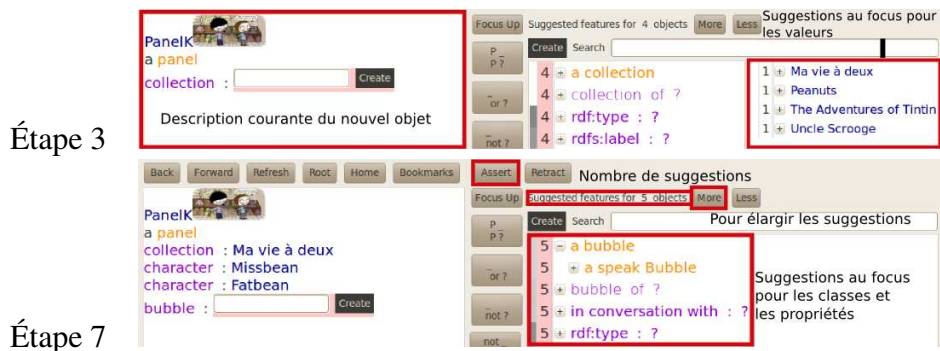 Étape 3
PanelK
a panel
collection : Create
Description courante du nouvel objet
Focus Up Suggested features for 4 objects More Less
Suggestions au focus pour
les valeurs
P _
P ?
Create Search
_ or ?
not ?
4 + a collection
4 + collection of ?
4 + rdf:type : ?
4 + rdfs:label : ?
1 + Ma vie à deux
1 + Peanuts
1 + The Adventures of Tintin
1 + Uncle Scrooge
Étape 7
Back Forward Refresh Root Home Bookmarks
PanelK
a panel
collection : Ma vie à deux
character : Missbean
character : Fatbean
bubble : Create
Assert Retract Nombre de suggestions
Focus Up Suggested features for 5 objects More Less
P _
P ?
Create Search Pour élargir les suggestions
_ or ?
not ?
not _
5 − a bubble
5 + a speak Bubble
5 + bubble of ?
5 + in conversation with : ?
5 + rdf:type : ?
Suggestions au focus
pour les classes et
les propriétés